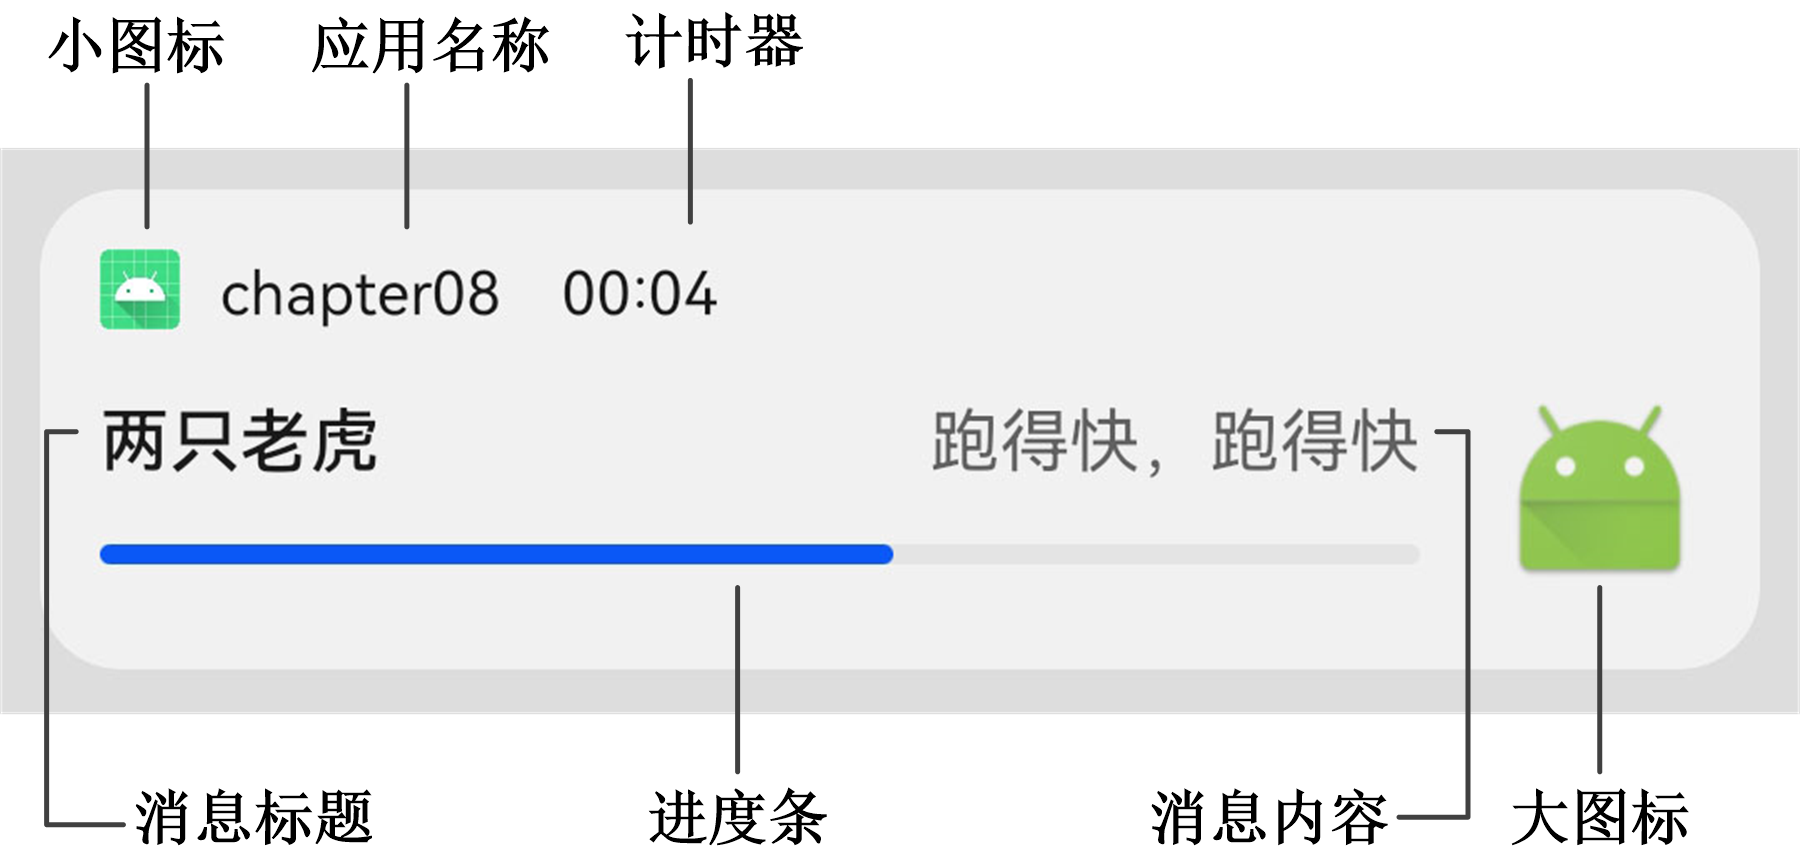 小图标 应用名称 计时器
chapter08 00:04
两只老虎 跑得快，跑得快
消息标题 进度条 消息内容 大图标